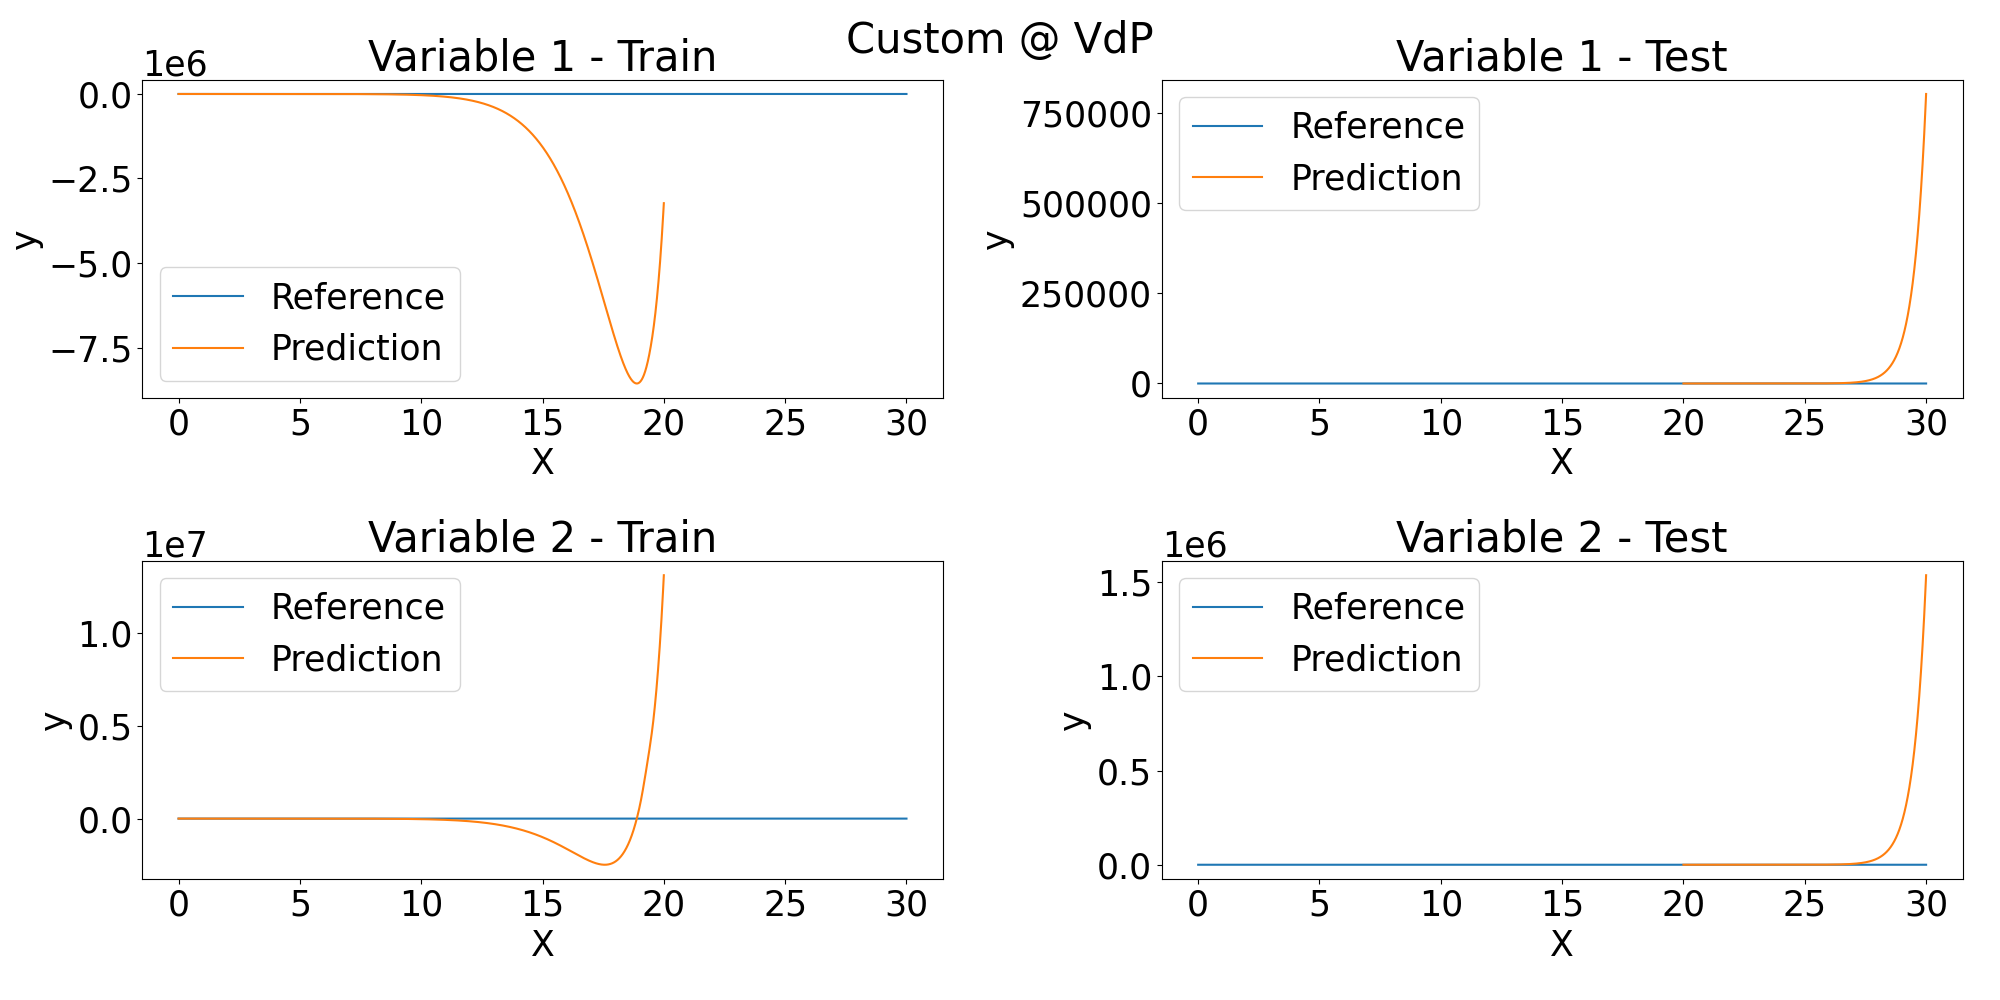 Custom @ VdP
Variable 1 - Train
1e6
0.0
−2.5
−5.0
−7.5
y
Reference
Prediction
0 5 10 15 20 25 30
X
Variable 1 - Test
750000
500000
250000
0
y
Reference
Prediction
0 5 10 15 20 25 30
X
Variable 2 - Train
1e7
1.0
0.5
0.0
y
Reference
Prediction
0 5 10 15 20 25 30
X
Variable 2 - Test
1e6
1.5
1.0
0.5
0.0
y
Reference
Prediction
0 5 10 15 20 25 30
X